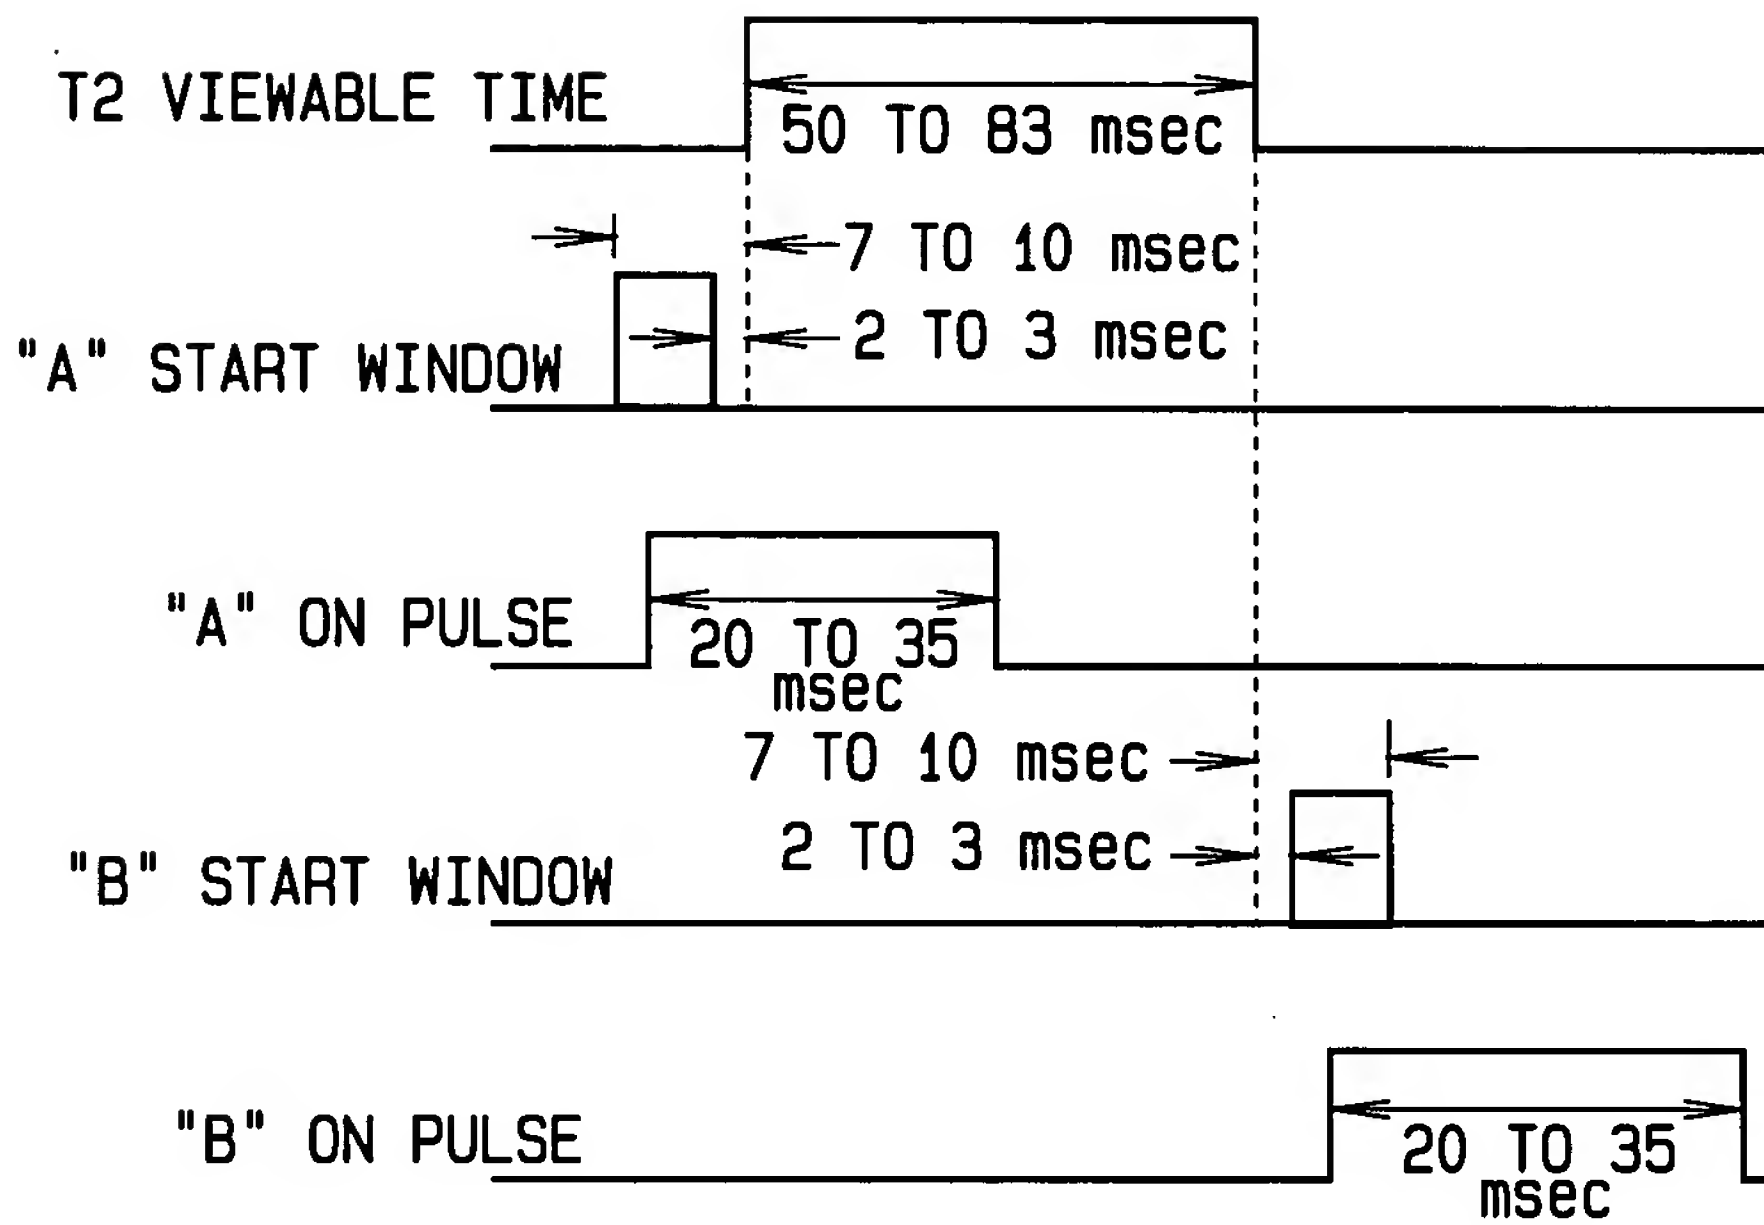 T2 VIEWABLE TIME
50 TO 83 msec
7 TO 10 msec
2 TO 3 msec
"A" START WINDOW
"A" ON PULSE
20 TO 35
msec
7 TO 10 msec
2 TO 3 msec
"B" START WINDOW
"B" ON PULSE
20 TO 35
msec